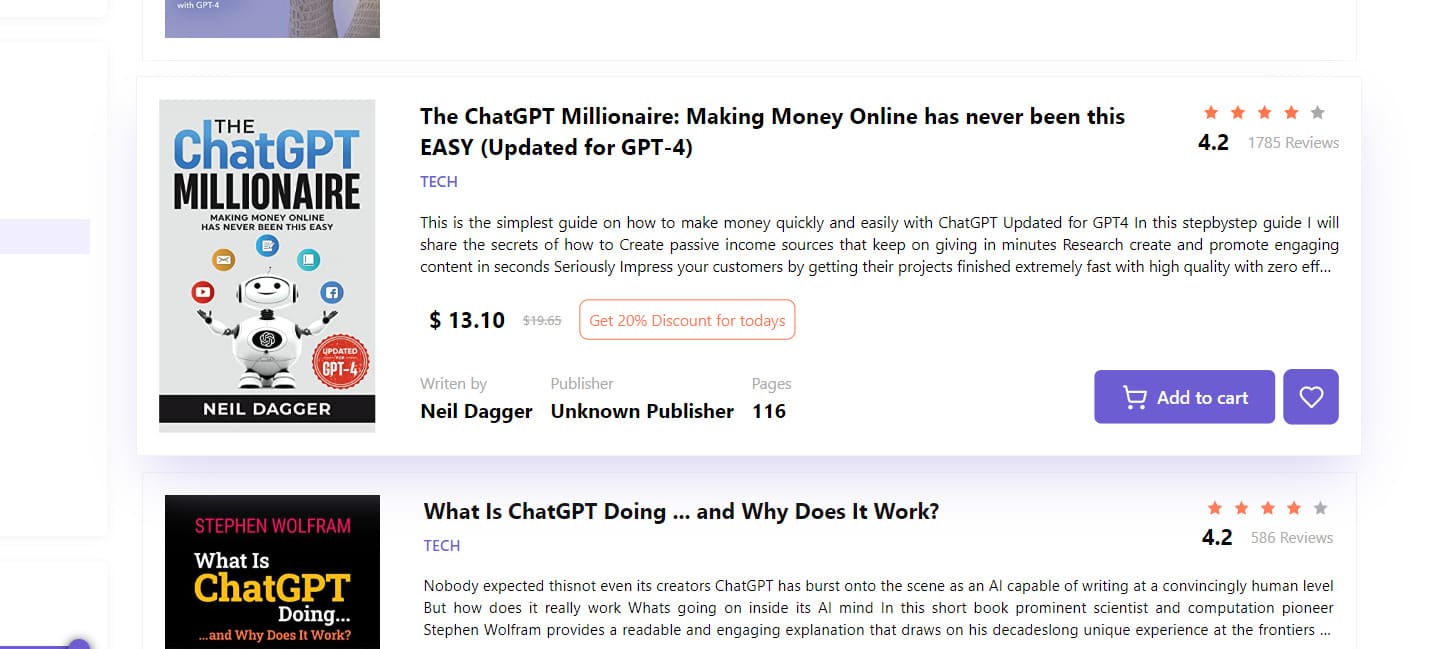 with GPT-4
THE
ChatGPT
MILLIONAIRE
MAKING MONEY ONLINE
HAS NEVER BEEN THIS EASY
UPDATED
FOR
GPT-4
NEIL DAGGER
The ChatGPT Millionaire: Making Money Online has never been this
EASY (Updated for GPT-4)
4.2 1785 Reviews
TECH
This is the simplest guide on how to make money quickly and easily with ChatGPT Updated for GPT4 In this stepbystep guide I will
share the secrets of how to Create passive income sources that keep on giving in minutes Research create and promote engaging
content in seconds Seriously Impress your customers by getting their projects finished extremely fast with high quality with zero eff...
$ 13.10 $19.65 Get 20% Discount for todays
Writen by Publisher Pages
Neil Dagger Unknown Publisher 116
Add to cart
STEPHEN WOLFRAM
What Is
ChatGPT
Doing...
...and Why Does It Work?
What Is ChatGPT Doing ... and Why Does It Work?
4.2 586 Reviews
TECH
Nobody expected thisnot even its creators ChatGPT has burst onto the scene as an AI capable of writing at a convincingly human level
But how does it really work Whats going on inside its AI mind In this short book prominent scientist and computation pioneer
Stephen Wolfram provides a readable and engaging explanation that draws on his decadeslong unique experience at the frontiers ...